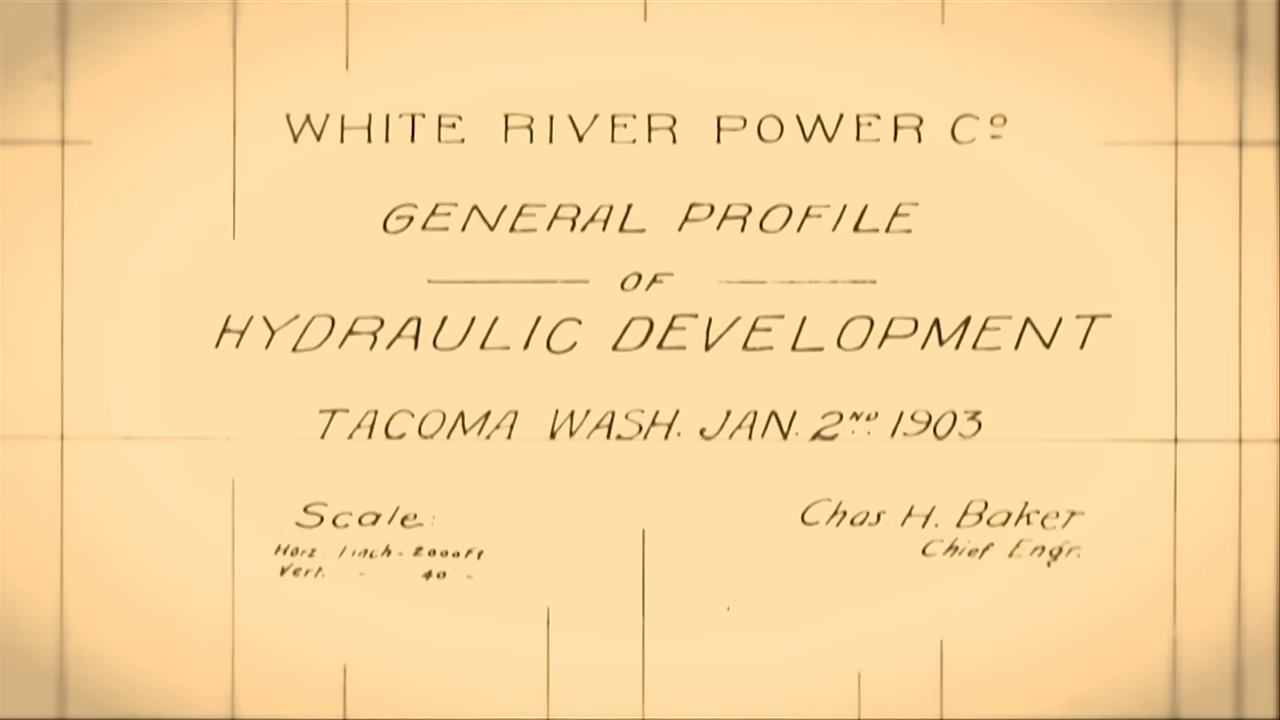 WHITE RIVER POWER Cº
GENERAL PROFILE
OF
HYDRAULIC DEVELOPMENT
TACOMA WASH. JAN. 2ND 1903
Scale:
Horz. 1 inch - 2000 Ft
Vert. - 40 -
Chas H. Baker
Chief Engr.